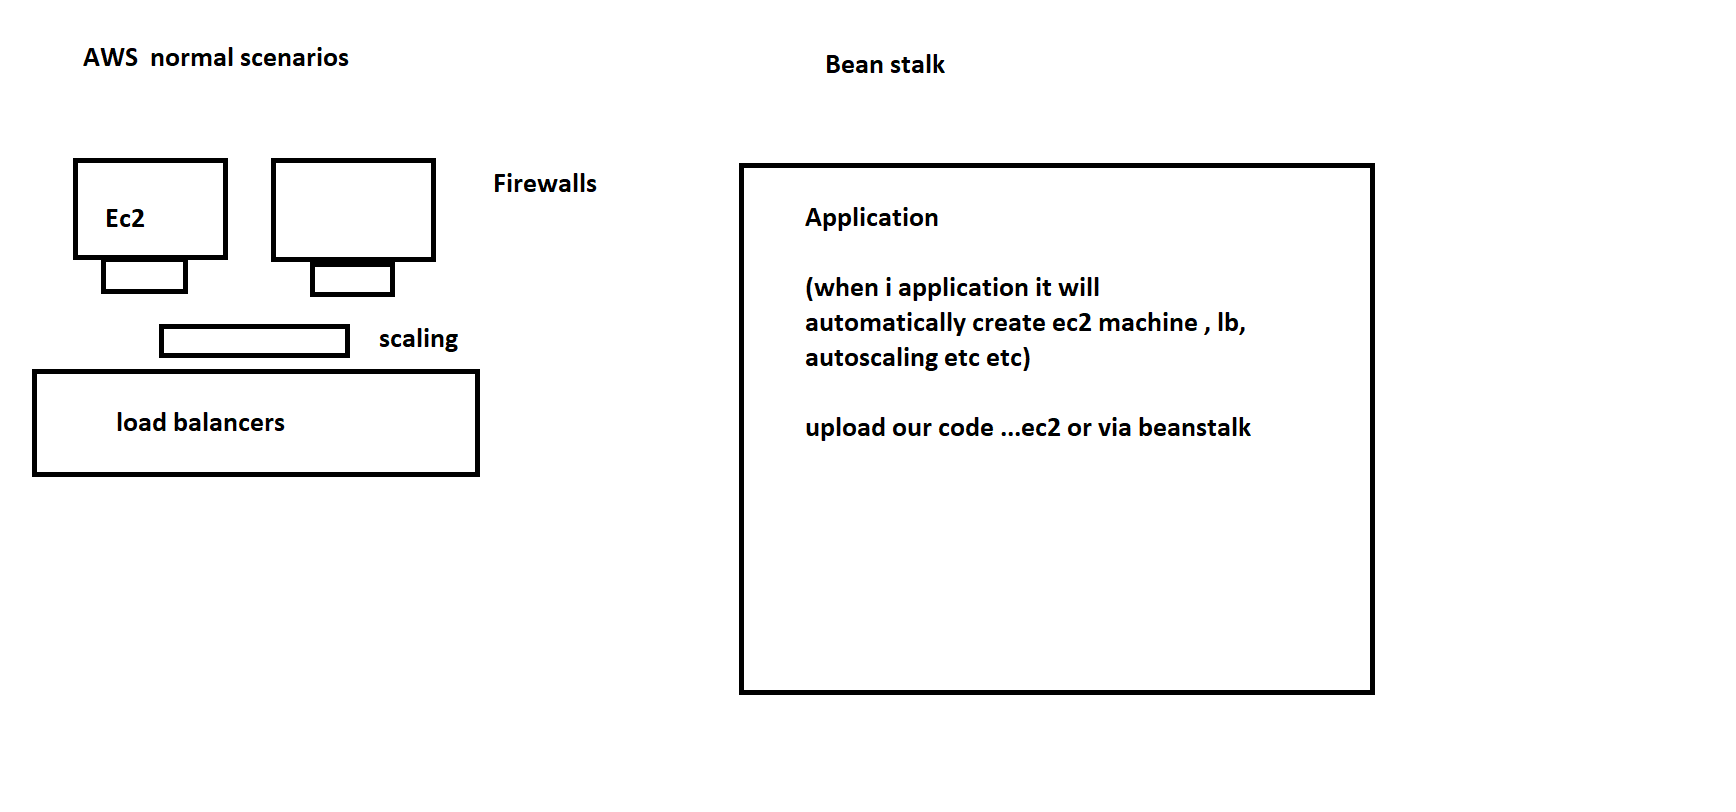 AWS  normal scenarios
Bean stalk
Firewalls
Ec2
scaling
load balancers
Application
(when i application it will
automatically create ec2 machine , lb,
autoscaling etc etc)
upload our code ...ec2 or via beanstalk